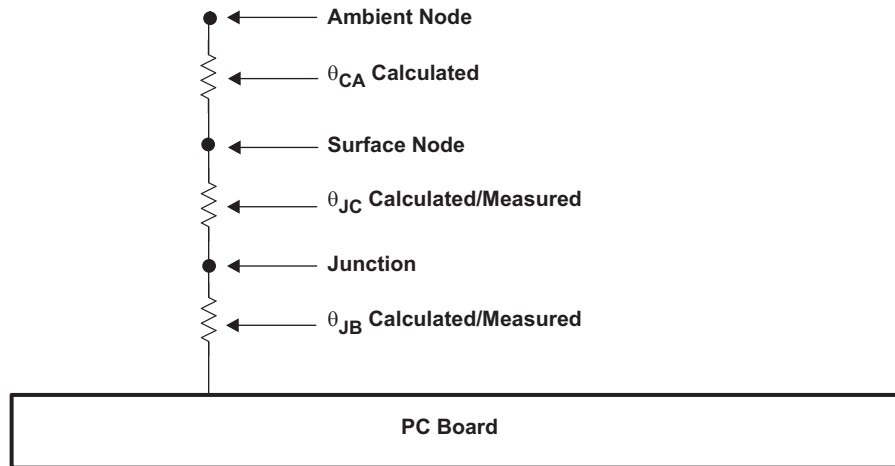 Ambient Node
θCA Calculated
Surface Node
θJC Calculated/Measured
Junction
θJB Calculated/Measured
PC Board